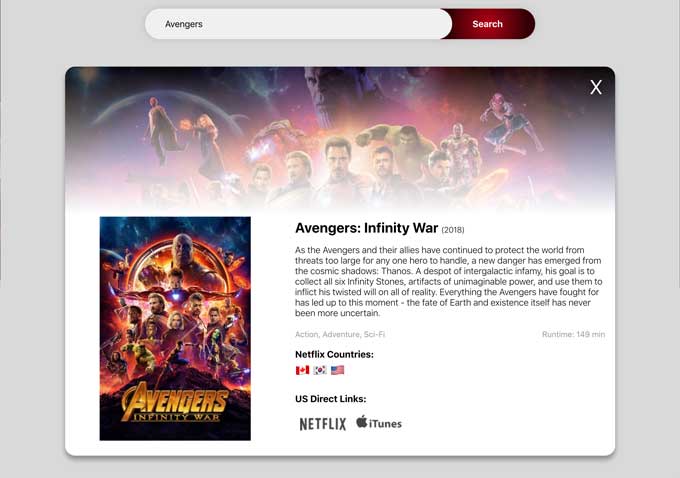 Avengers
Search
X
Avengers: Infinity War (2018)
As the Avengers and their allies have continued to protect the world from
threats too large for any one hero to handle, a new danger has emerged from
the cosmic shadows: Thanos. A despot of intergalactic infamy, his goal is to
collect all six Infinity Stones, artifacts of unimaginable power, and use them to
inflict his twisted will on all of reality. Everything the Avengers have fought for
has led up to this moment - the fate of Earth and existence itself has never
been more uncertain.
Action, Adventure, Sci-Fi
Runtime: 149 min
Netflix Countries:
US Direct Links:
NETFLIX
iTunes
AVENGERS
INFINITY WAR